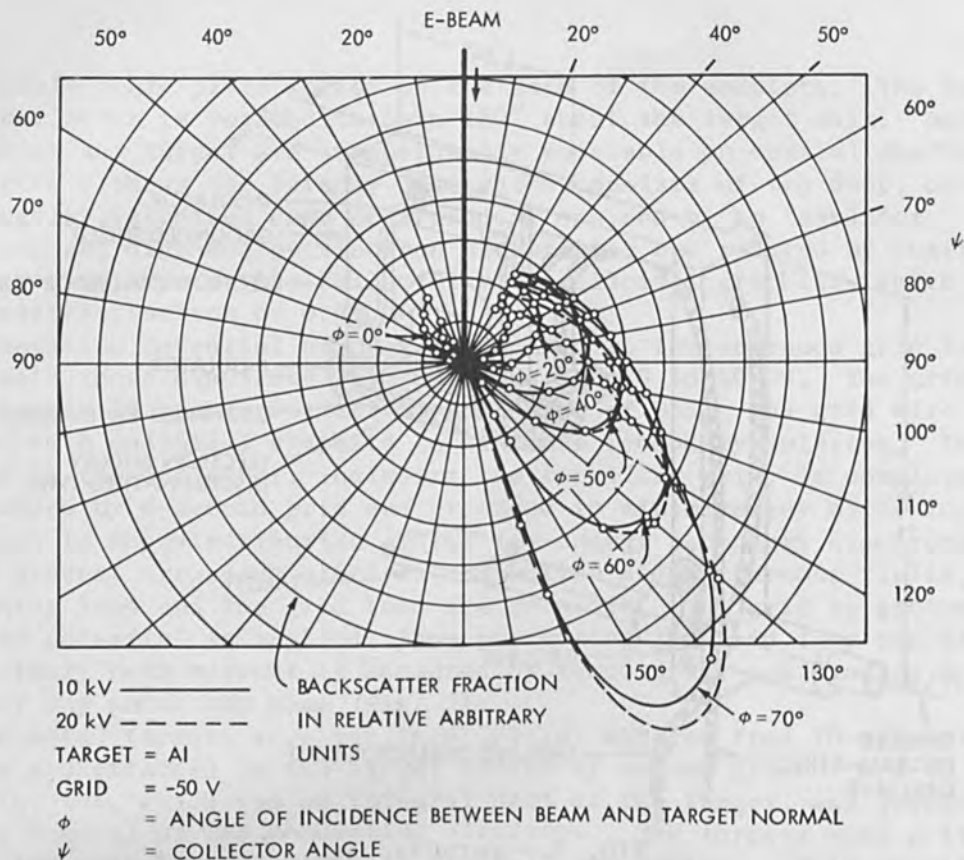 E-BEAM
50° 40° 20° 20° 40° 50°
60° 60°
70° 70°
ψ
80° 80°
ϕ = 0°
90° 90°
ϕ = 20°
ϕ = 40°
100°
ϕ = 50°
110°
ϕ = 60°
120°
150° 130°
ϕ = 70°
10 kV BACKSCATTER FRACTION
20 kV IN RELATIVE ARBITRARY
TARGET = Al UNITS
GRID = -50 V
ϕ = ANGLE OF INCIDENCE BETWEEN BEAM AND TARGET NORMAL
ψ = COLLECTOR ANGLE